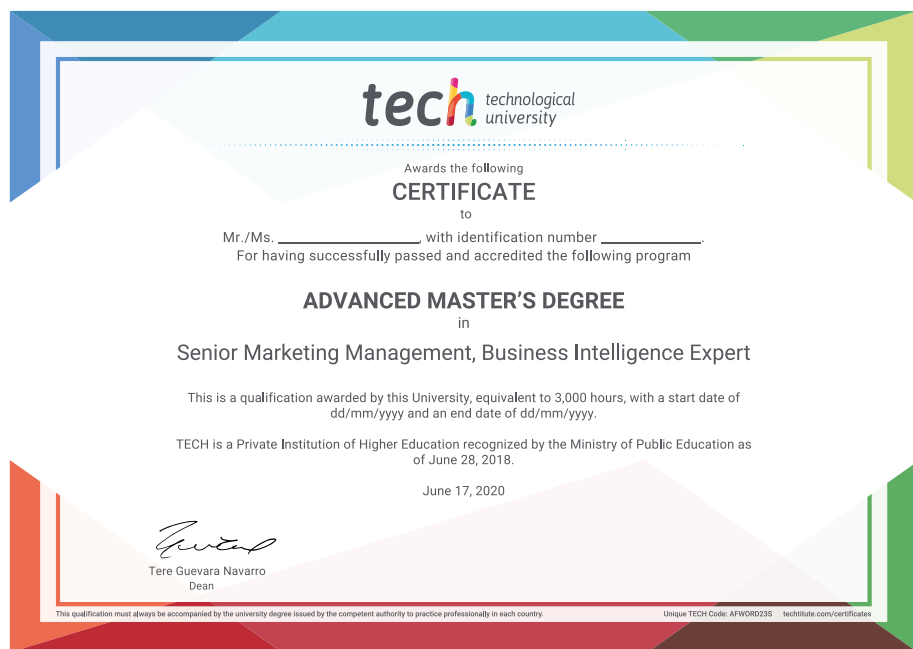 tech technological
university
Awards the following
CERTIFICATE
to
Mr./Ms. ____________________, with identification number ______________.
For having successfully passed and accredited the following program
ADVANCED MASTER'S DEGREE
in
Senior Marketing Management, Business Intelligence Expert
This is a qualification awarded by this University, equivalent to 3,000 hours, with a start date of
dd/mm/yyyy and an end date of dd/mm/yyyy.
TECH is a Private Institution of Higher Education recognized by the Ministry of Public Education as
of June 28, 2018.
June 17, 2020
Tere Guevara Navarro
Dean
This qualification must always be accompanied by the university degree issued by the competent authority to practice professionally in each country. Unique TECH Code: AFWORD23S techtitute.com/certificates